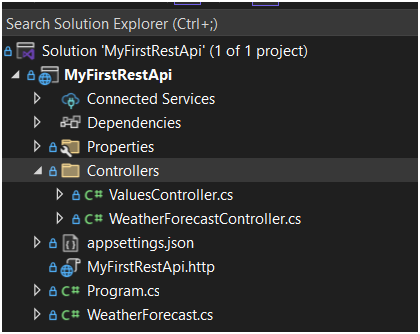 Search Solution Explorer (Ctrl+;)
Solution 'MyFirstRestApi' (1 of 1 project)
MyFirstRestApi
Connected Services
Dependencies
Properties
Controllers
C# ValuesController.cs
C# WeatherForecastController.cs
appsettings.json
MyFirstRestApi.http
C# Program.cs
C# WeatherForecast.cs